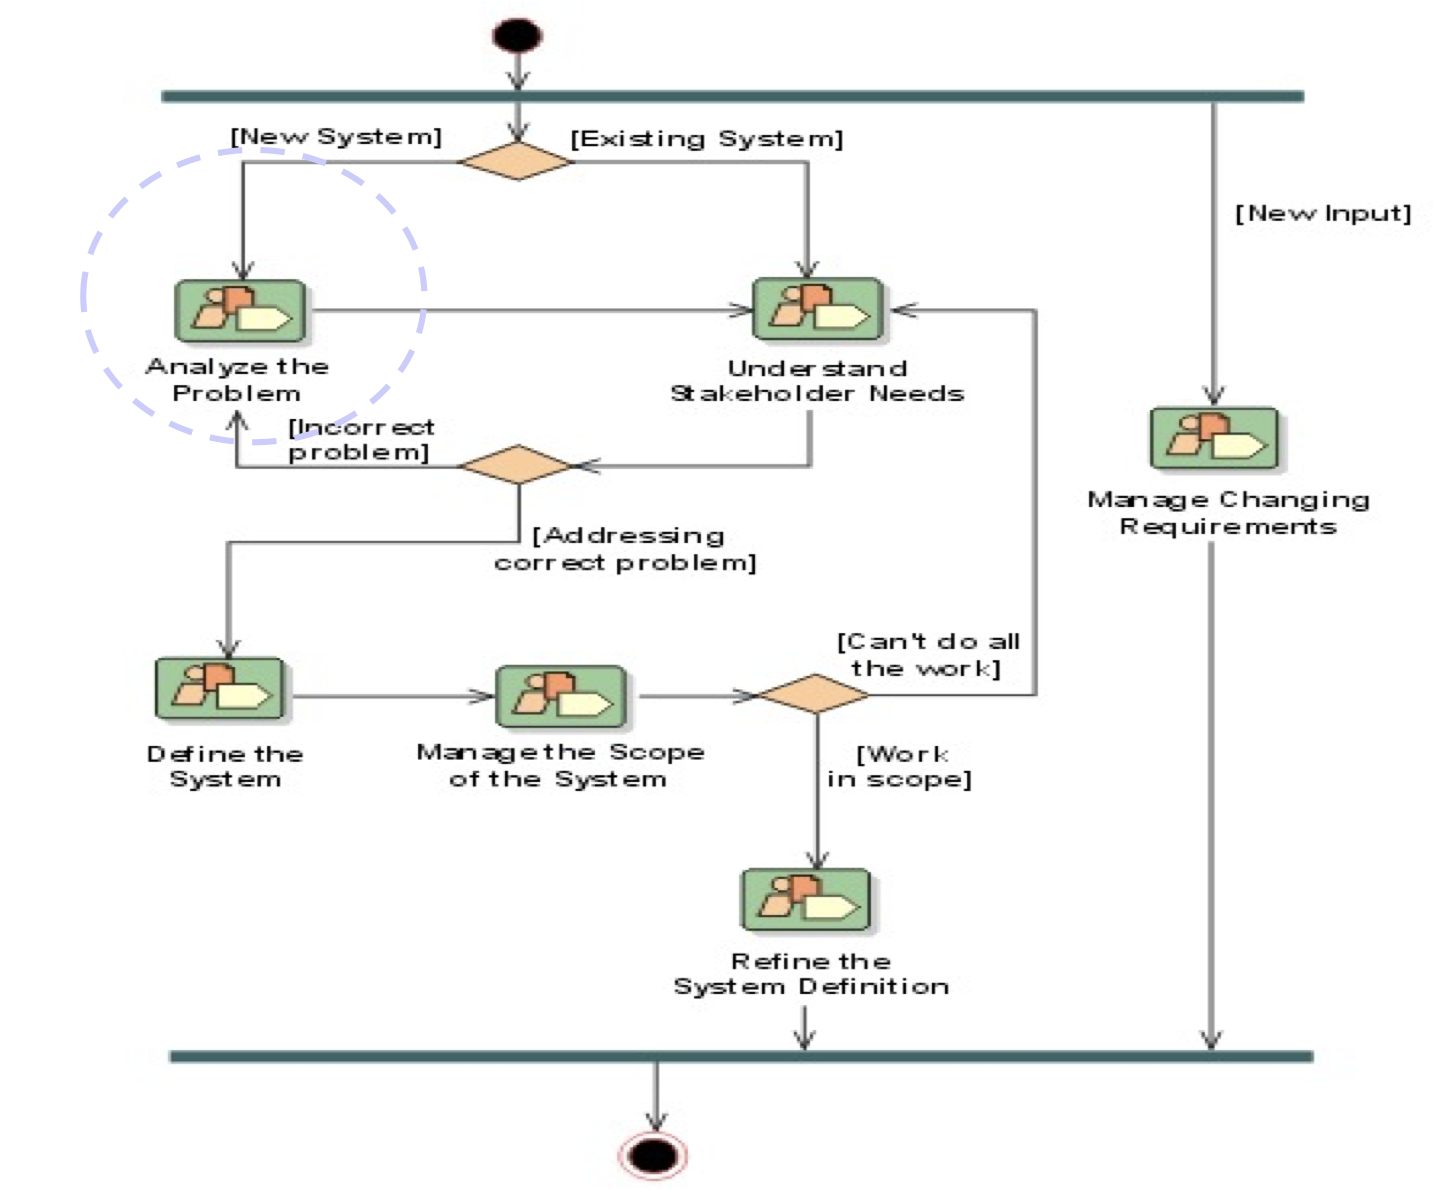 [New System]
[Existing System]
[New Input]
Analyze the
Problem
Understand
Stakeholder Needs
[Incorrect
problem]
Manage Changing
Requirements
[Addressing
correct problem]
[Can't do all
the work]
Define the
System
Manage the Scope
of the System
[Work
in scope]
Refine the
System Definition